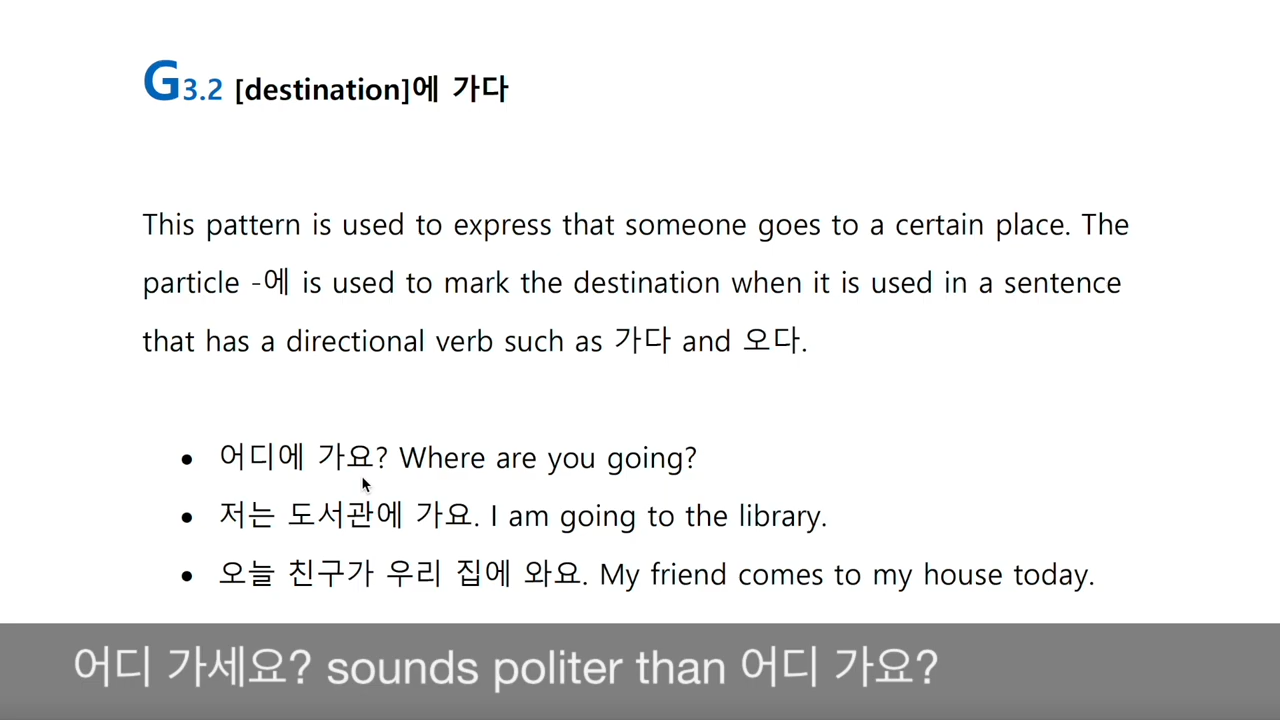 G3.2 [destination]에 가다
This pattern is used to express that someone goes to a certain place. The
particle -에 is used to mark the destination when it is used in a sentence
that has a directional verb such as 가다 and 오다.
• 어디에 가요? Where are you going?
• 저는 도서관에 가요. I am going to the library.
• 오늘 친구가 우리 집에 와요. My friend comes to my house today.
어디 가세요? sounds politer than 어디 가요?